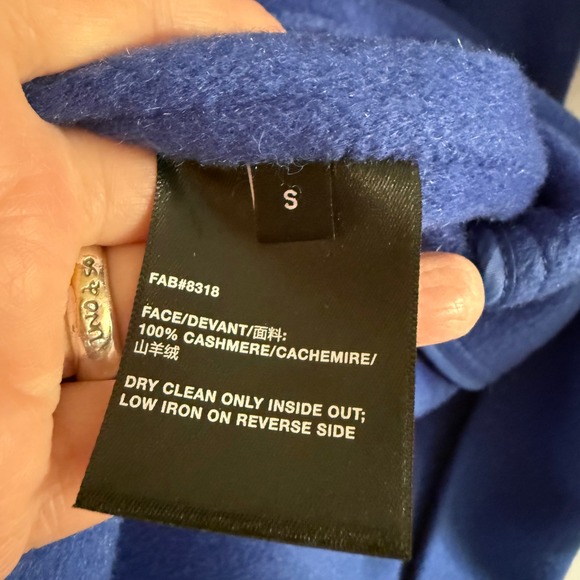 S
FAB#8318
FACE/DEVANT/面料:
100% CASHMERE/CACHEMIRE/
山羊绒
DRY CLEAN ONLY INSIDE OUT;
LOW IRON ON REVERSE SIDE